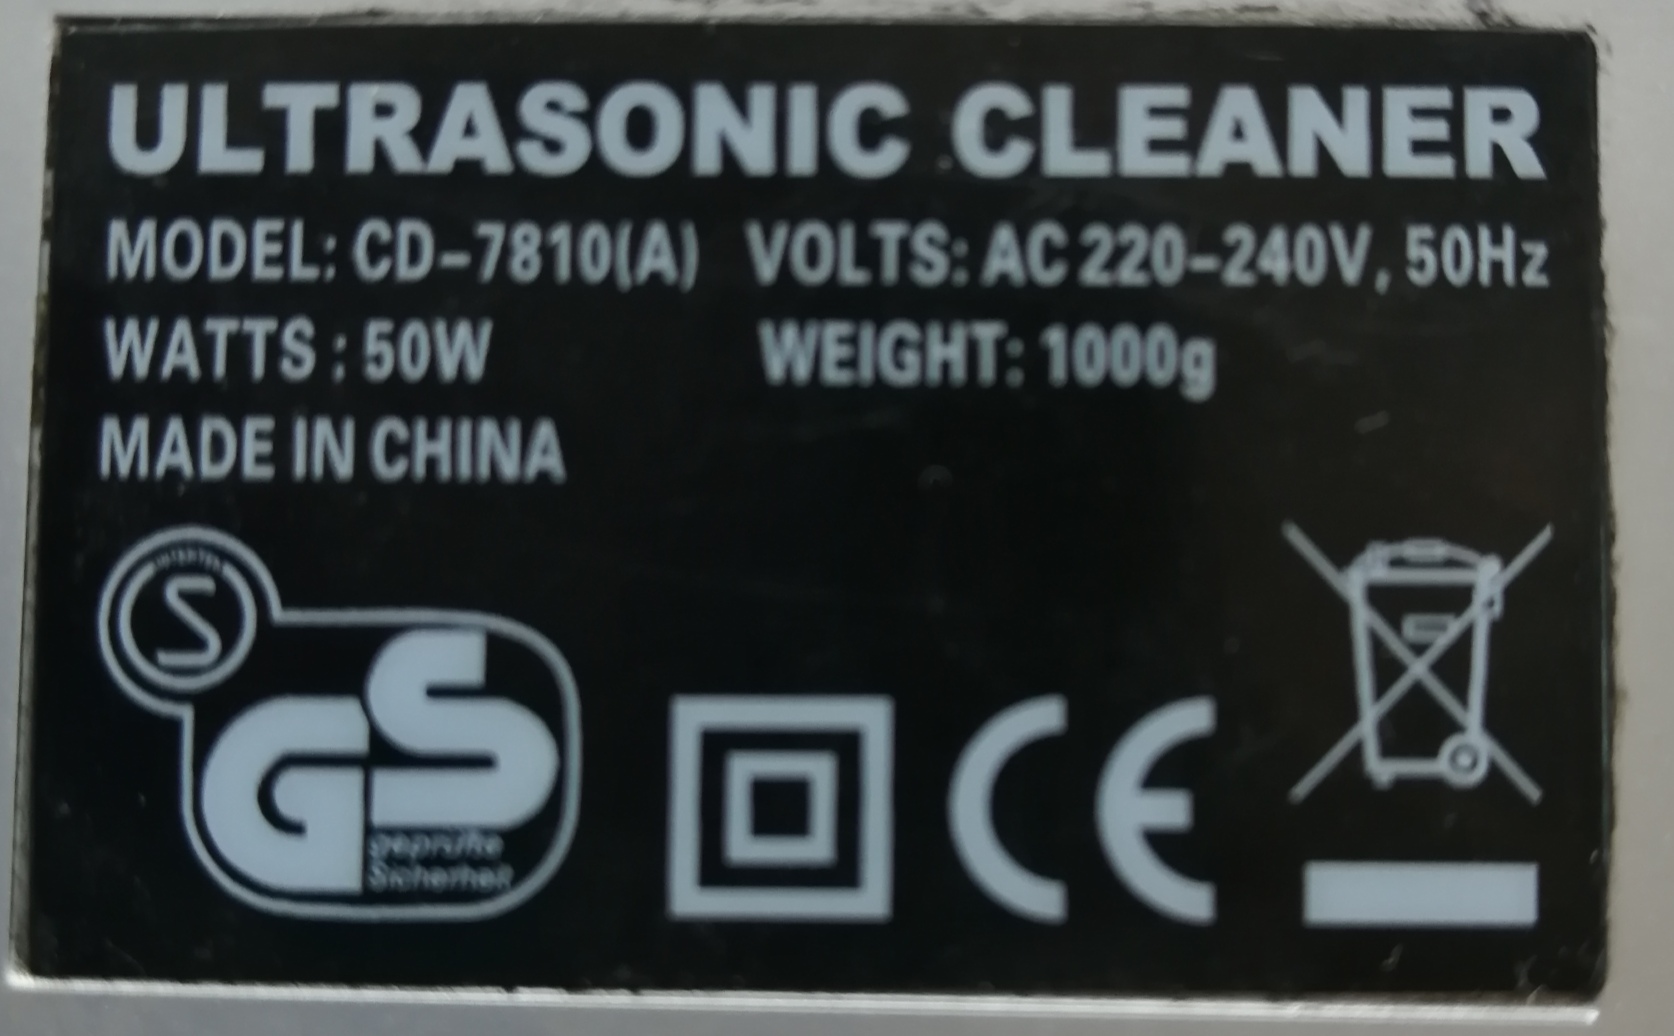 ULTRASONIC CLEANER
MODEL: CD-7810(A) VOLTS: AC 220-240V, 50Hz
WATTS : 50W WEIGHT: 1000g
MADE IN CHINA
INTERTEK
S
GS
geprüfte
Sicherheit
CE